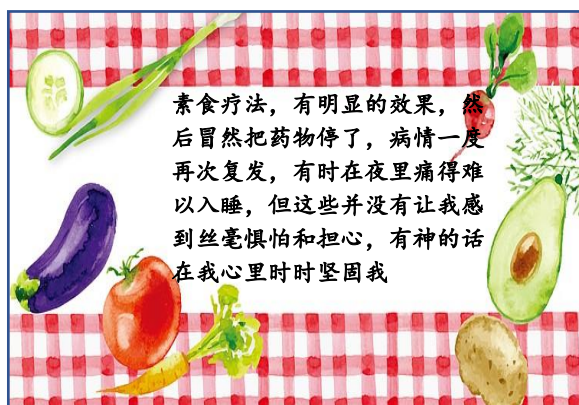 素食疗法，有明显的效果，然
后冒然把药物停了，病情一度
再次复发，有时在夜里痛得难
以入睡，但这些并没有让我感
到丝毫惧怕和担心，有神的话
在我心里时时坚固我